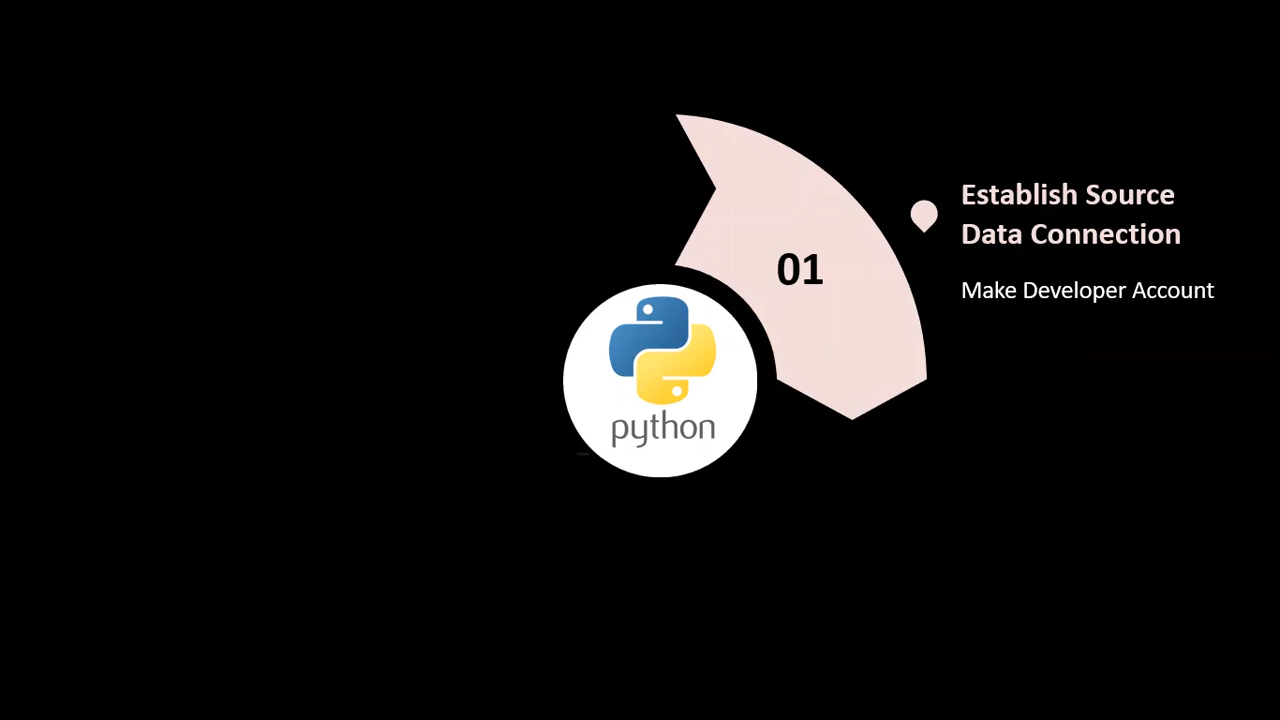 01
Establish Source
Data Connection
Make Developer Account
python